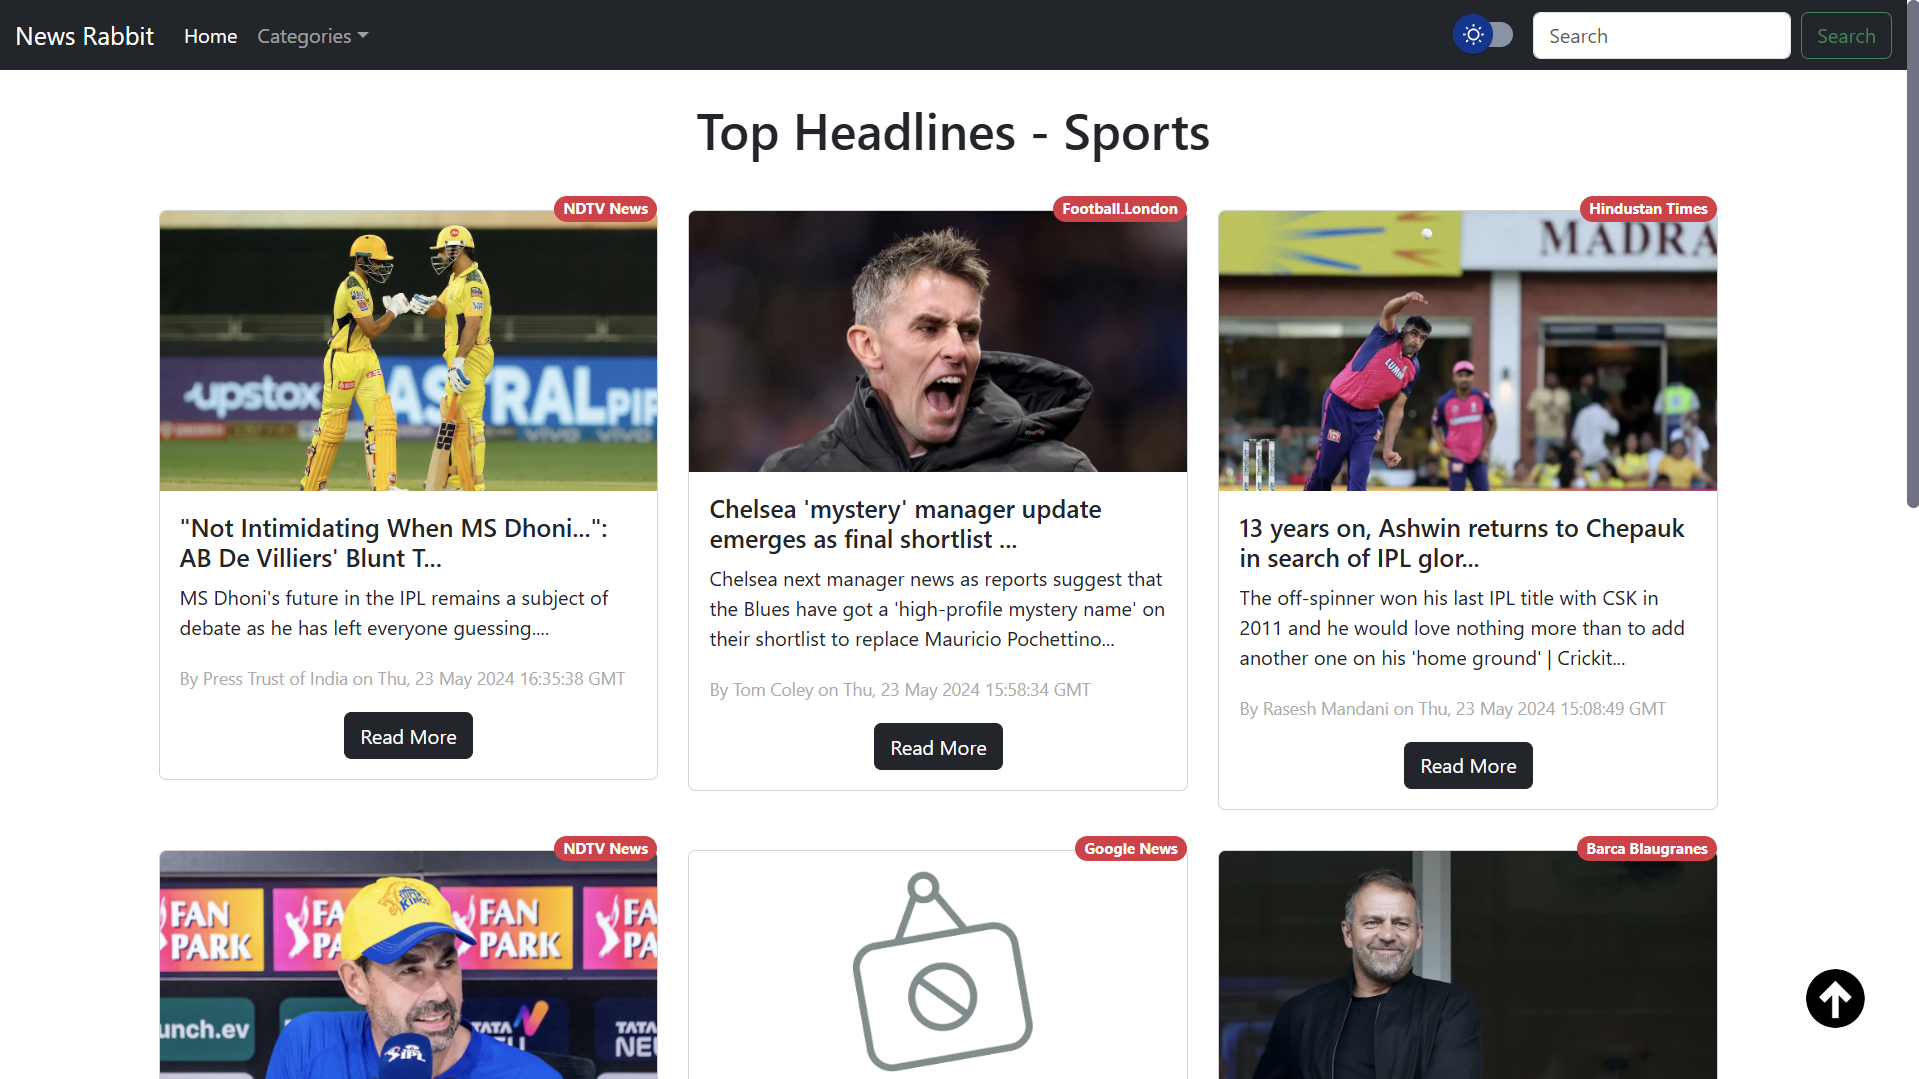 News Rabbit Home Categories Search Search
Top Headlines - Sports
NDTV News
upstox ASTRAL PIP
VIVO VIVO
"Not Intimidating When MS Dhoni...":
AB De Villiers' Blunt T...
MS Dhoni's future in the IPL remains a subject of
debate as he has left everyone guessing....
By Press Trust of India on Thu, 23 May 2024 16:35:38 GMT
Read More
Football.London
Chelsea 'mystery' manager update
emerges as final shortlist ...
Chelsea next manager news as reports suggest that
the Blues have got a 'high-profile mystery name' on
their shortlist to replace Mauricio Pochettino...
By Tom Coley on Thu, 23 May 2024 15:58:34 GMT
Read More
Hindustan Times
MADRA
LUMIN
13 years on, Ashwin returns to Chepauk
in search of IPL glor...
The off-spinner won his last IPL title with CSK in
2011 and he would love nothing more than to add
another one on his 'home ground' | Crickit...
By Rasesh Mandani on Thu, 23 May 2024 15:08:49 GMT
Read More
NDTV News
FAN FA FAN FA
PARK PA PARK PA
unch.ev TATA TATA
IPL NEU
Google News
Barca Blaugranes